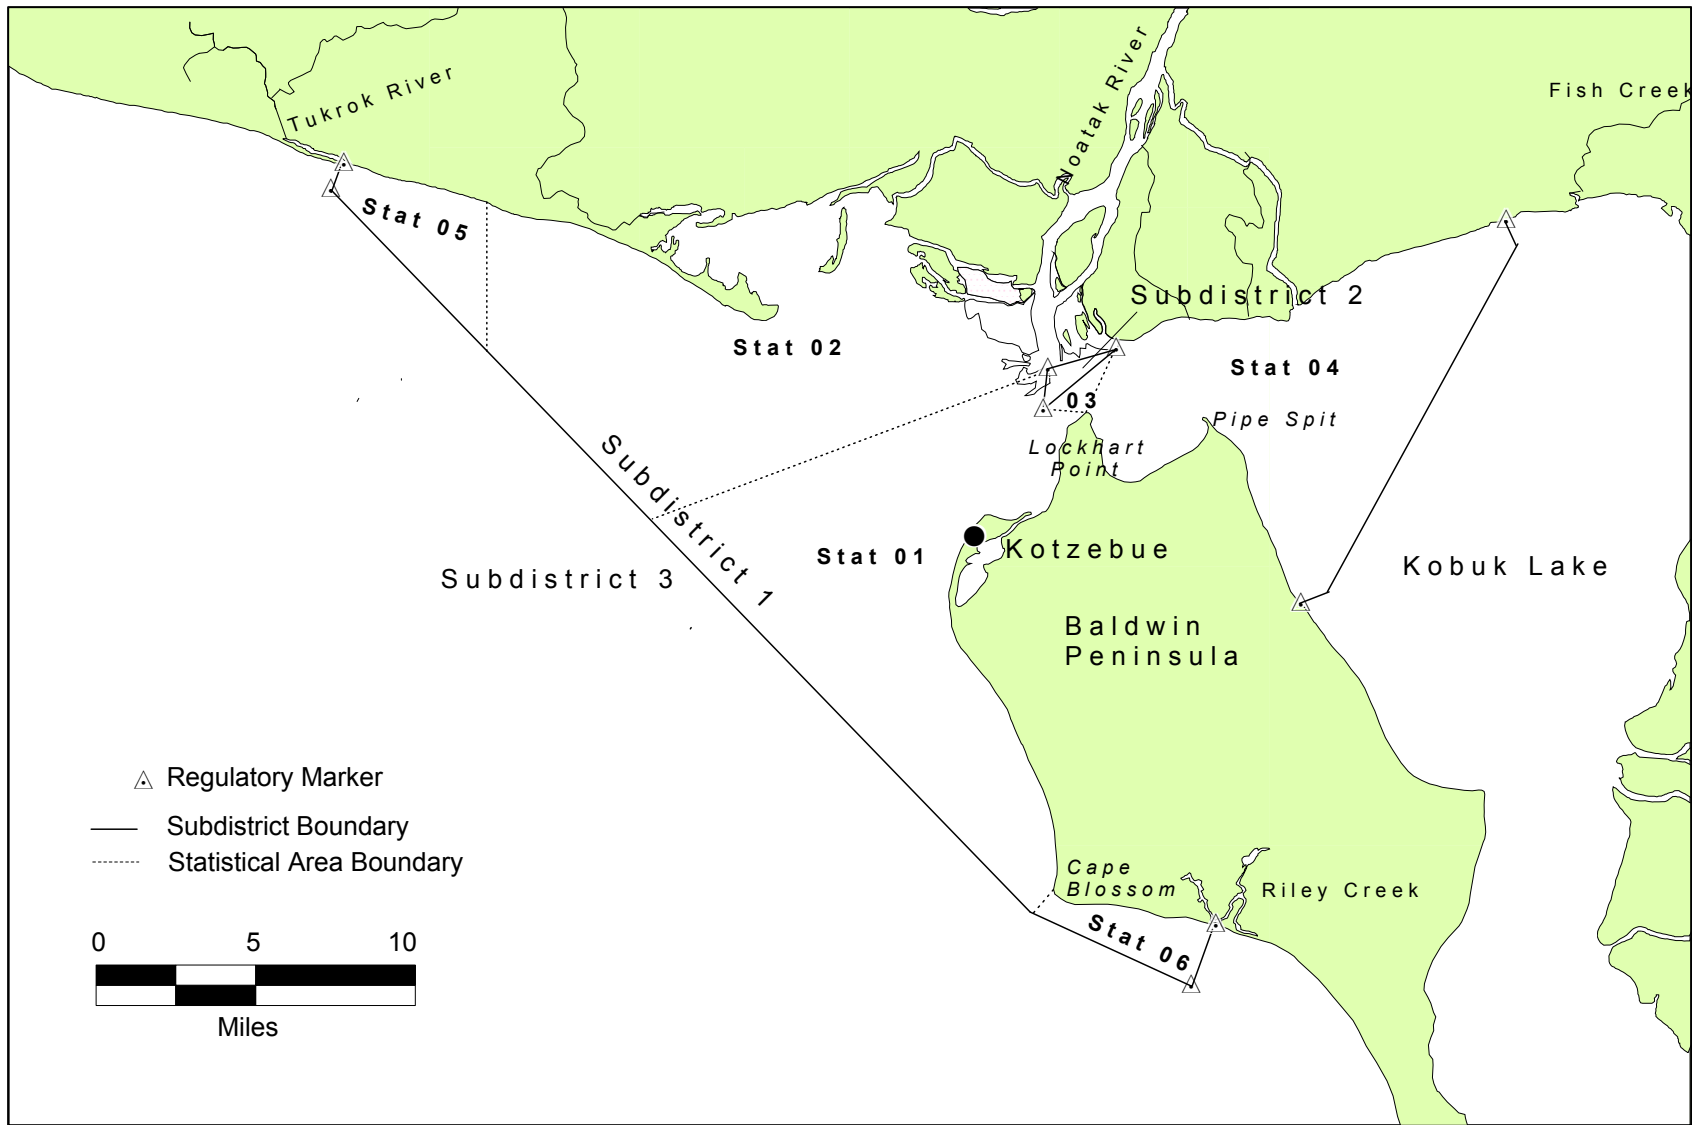 Noatak River
Tukrok River
Fish Creek
Stat 05
Subdistrict 2
Stat 02
Stat 04
03
Pipe Spit
Lockhart
Point
Subdistrict 1
Stat 01
Kotzebue
Subdistrict 3
Kobuk Lake
Baldwin
Peninsula
Regulatory Marker
Subdistrict Boundary
Statistical Area Boundary
Cape
Blossom
Riley Creek
Stat 06
0 5 10
Miles